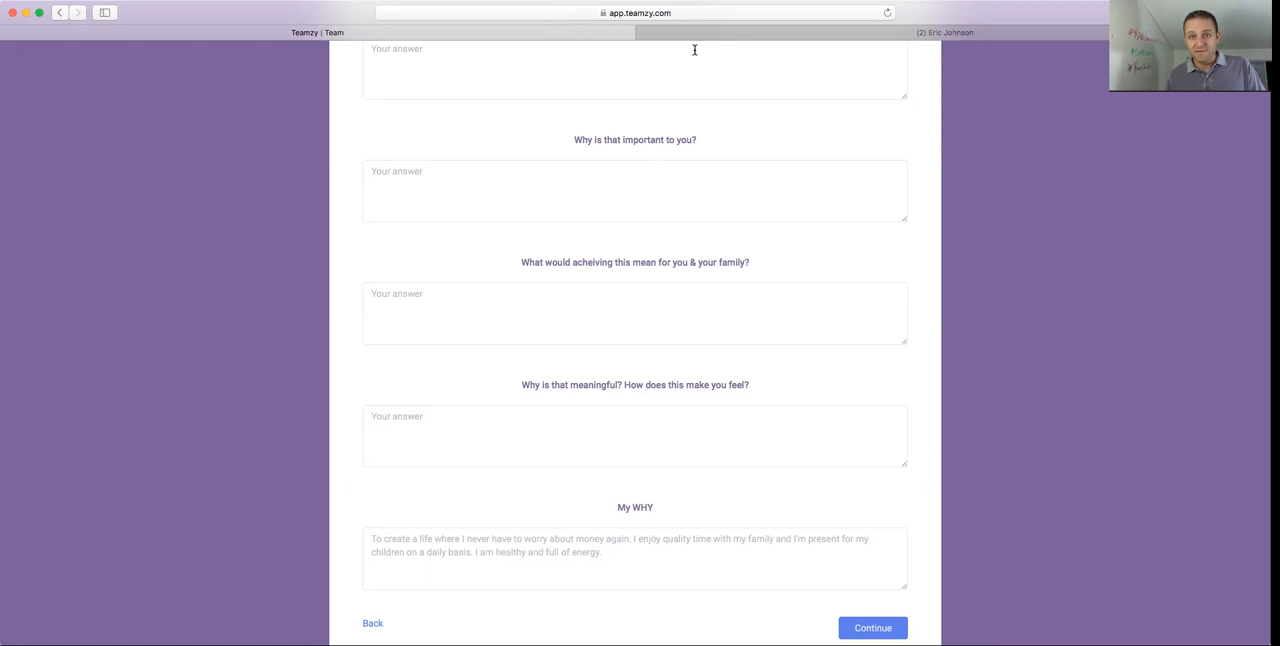 app.teamzy.com
Teamzy | Team
(2) Eric Johnson
Your answer
Why is that important to you?
Your answer
What would acheiving this mean for you & your family?
Your answer
Why is that meaningful? How does this make you feel?
Your answer
My WHY
To create a life where I never have to worry about money again. I enjoy quality time with my family and I'm present for my
children on a daily basis. I am healthy and full of energy.
Back
Continue